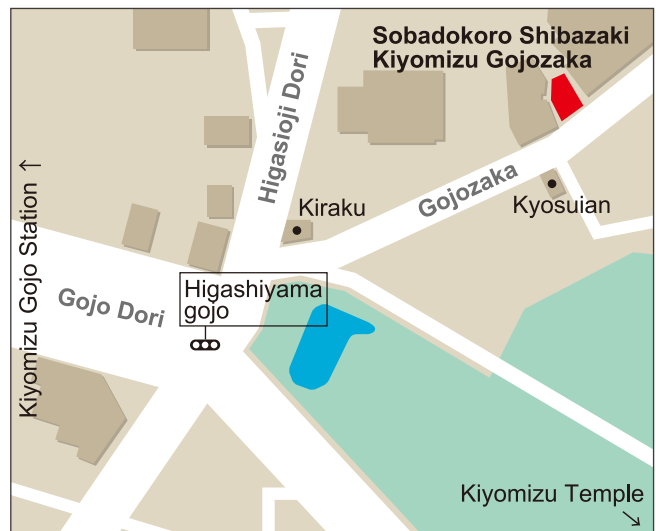 Sobadokoro Shibazaki
Kiyomizu Gojozaka
Higasioji Dori
Gojozaka
Kiraku
Kyosuian
Kiyomizu Gojo Station ↑
Gojo Dori
Higashiyama
gojo
Kiyomizu Temple
↘